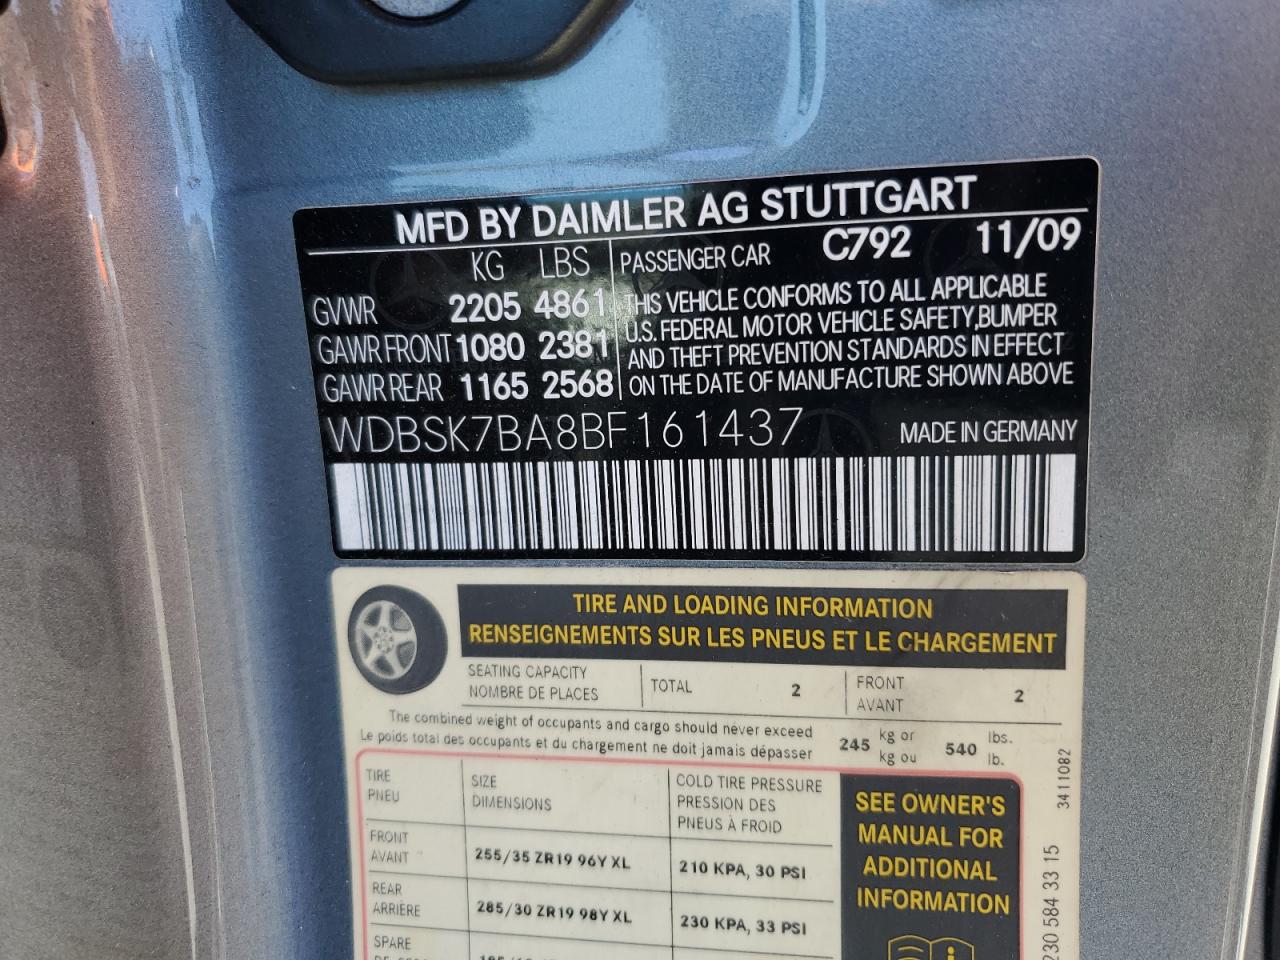 MFD BY DAIMLER AG STUTTGART
KG LBS PASSENGER CAR C792 11/09
GVWR 2205 4861 THIS VEHICLE CONFORMS TO ALL APPLICABLE
U.S. FEDERAL MOTOR VEHICLE SAFETY,BUMPER
GAWR FRONT 1080 2381 AND THEFT PREVENTION STANDARDS IN EFFECT
GAWR REAR 1165 2568 ON THE DATE OF MANUFACTURE SHOWN ABOVE
WDBSK7BA8BF161437 MADE IN GERMANY
TIRE AND LOADING INFORMATION
RENSEIGNEMENTS SUR LES PNEUS ET LE CHARGEMENT
SEATING CAPACITY
NOMBRE DE PLACES
TOTAL 2
FRONT
AVANT
2
The combined weight of occupants and cargo should never exceed
Le poids total des occupants et du chargement ne doit jamais dépasser
245 kg or 540 lbs.
kg ou lb.
TIRE
PNEU
SIZE
DIMENSIONS
COLD TIRE PRESSURE
PRESSION DES
PNEUS À FROID
FRONT
AVANT
255/35 ZR19 96Y XL
210 KPA, 30 PSI
REAR
ARRIÈRE
285/30 ZR19 98Y XL
230 KPA, 33 PSI
SPARE
SEE OWNER'S
MANUAL FOR
ADDITIONAL
INFORMATION
3411082
230 584 33 15